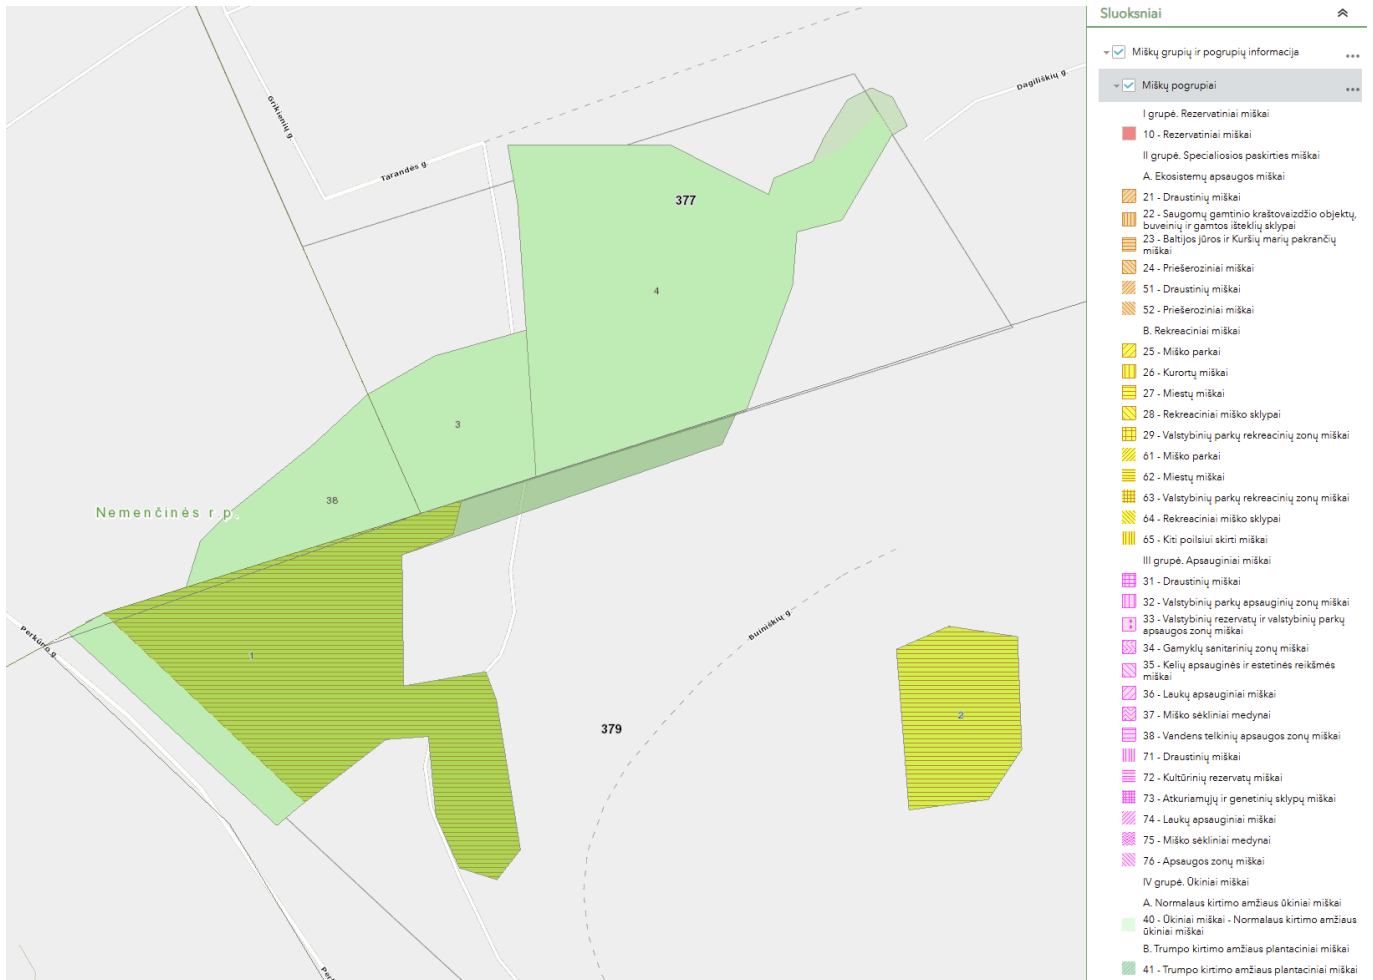 Grikienių g.
Tarandės g.
Dagiliškių g.
377
4
3
38
Nemenčinės r.p.
Perkūno g.
1
Buiniškių g.
2
379
Sluoksniai
Miškų grupių ir pogrupių informacija
Miškų pogrupiai
I grupė. Rezervatiniai miškai
10 - Rezervatiniai miškai
II grupė. Specialiosios paskirties miškai
A. Ekosistemų apsaugos miškai
21 - Draustinių miškai
22 - Saugomų gamtinio kraštovaizdžio objektų,
buveinių ir gamtos išteklių sklypai
23 - Baltijos jūros ir Kuršių marių pakrančių
miškai
24 - Priešeroziniai miškai
51 - Draustinių miškai
52 - Priešeroziniai miškai
B. Rekreaciniai miškai
25 - Miško parkai
26 - Kurortų miškai
27 - Miestų miškai
28 - Rekreaciniai miško sklypai
29 - Valstybinių parkų rekreacinių zonų miškai
61 - Miško parkai
62 - Miestų miškai
63 - Valstybinių parkų rekreacinių zonų miškai
64 - Rekreaciniai miško sklypai
65 - Kiti poilsiui skirti miškai
III grupė. Apsauginiai miškai
31 - Draustinių miškai
32 - Valstybinių parkų apsauginių zonų miškai
33 - Valstybinių rezervatų ir valstybinių parkų
apsaugos zonų miškai
34 - Gamyklų sanitarinių zonų miškai
35 - Kelių apsauginės ir estetinės reikšmės
miškai
36 - Laukų apsauginiai miškai
37 - Miško sėkliniai medynai
38 - Vandens telkinių apsaugos zonų miškai
71 - Draustinių miškai
72 - Kultūrinių rezervatų miškai
73 - Atkuriamųjų ir genetinių sklypų miškai
74 - Laukų apsauginiai miškai
75 - Miško sėkliniai medynai
76 - Apsaugos zonų miškai
IV grupė. Ūkiniai miškai
A. Normalaus kirtimo amžiaus ūkiniai miškai
40 - Ūkiniai miškai - Normalaus kirtimo amžiaus
ūkiniai miškai
B. Trumpo kirtimo amžiaus plantaciniai miškai
41 - Trumpo kirtimo amžiaus plantaciniai miškai